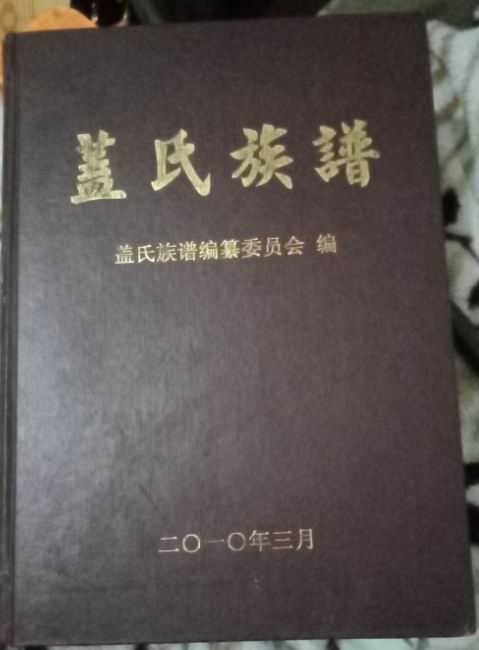 盖氏族譜
盖氏族谱编纂委员会 编
二〇一〇年三月